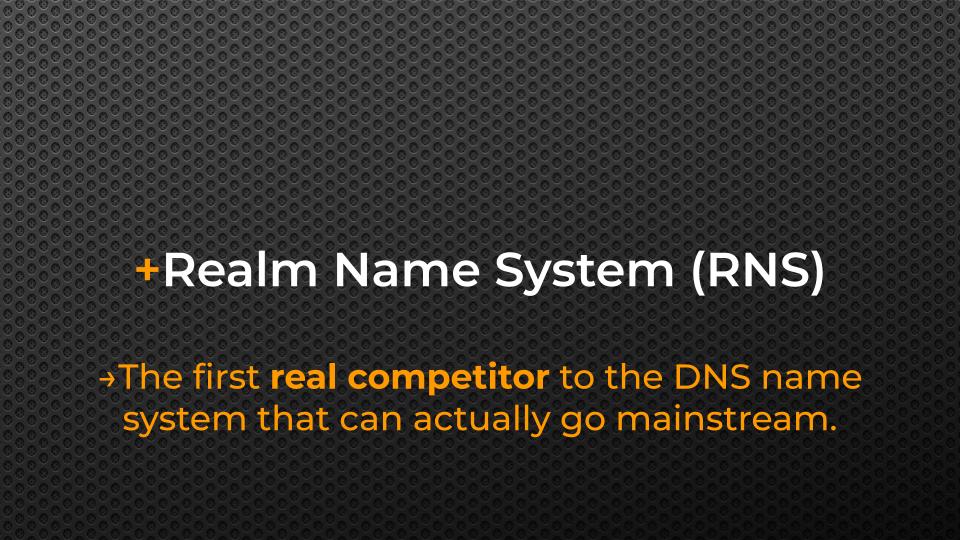 +Realm Name System (RNS)
→The first real competitor to the DNS name
system that can actually go mainstream.